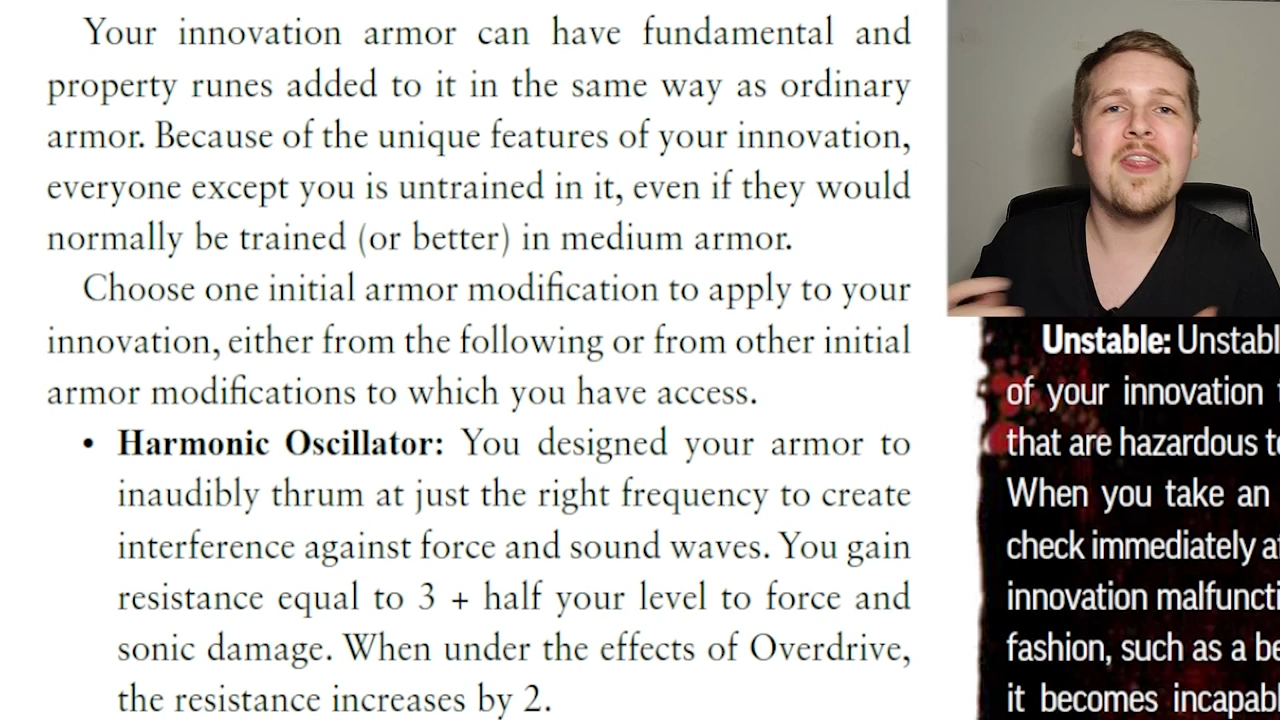 Your innovation armor can have fundamental and
property runes added to it in the same way as ordinary
armor. Because of the unique features of your innovation,
everyone except you is untrained in it, even if they would
normally be trained (or better) in medium armor.
Choose one initial armor modification to apply to your
innovation, either from the following or from other initial
armor modifications to which you have access.
• Harmonic Oscillator: You designed your armor to
inaudibly thrum at just the right frequency to create
interference against force and sound waves. You gain
resistance equal to 3 + half your level to force and
sonic damage. When under the effects of Overdrive,
the resistance increases by 2.
Unstable:
of your innovation
that are hazardous
When you take an
check immediately
innovation
fashion, such as a
it becomes